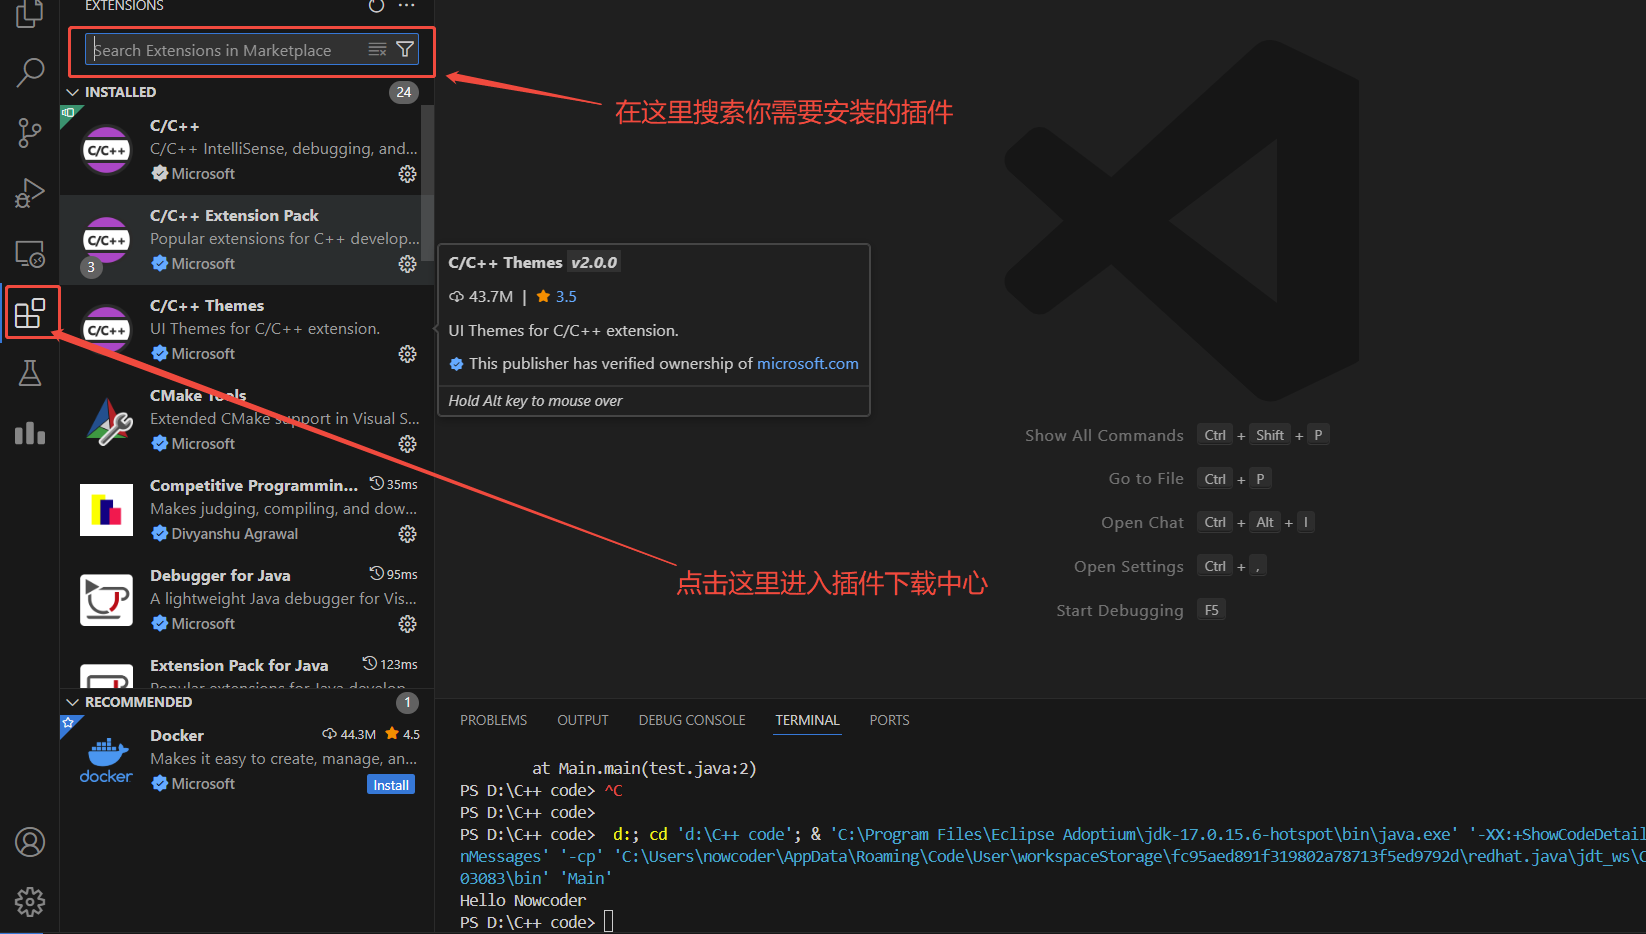 EXTENSIONS
Search Extensions in Marketplace
在这里搜索你需要安装的插件
INSTALLED 24
C/C++
C/C++ IntelliSense, debugging, and...
Microsoft
C/C++
C/C++ Extension Pack
Popular extensions for C++ develop...
Microsoft
C/C++
3
C/C++ Themes
UI Themes for C/C++ extension.
Microsoft
C/C++
C/C++ Themes v2.0.0
43.7M | 3.5
UI Themes for C/C++ extension.
This publisher has verified ownership of microsoft.com
Hold Alt key to mouse over
CMake Tools
Extended CMake support in Visual S...
Microsoft
Competitive Programmin... 35ms
Makes judging, compiling, and dow...
Divyanshu Agrawal
Debugger for Java 95ms
A lightweight Java debugger for Vis...
Microsoft
Extension Pack for Java 123ms
Popular extensions for Java develop...
点击这里进入插件下载中心
Show All Commands Ctrl + Shift + P
Go to File Ctrl + P
Open Chat Ctrl + Alt + I
Open Settings Ctrl + ,
Start Debugging F5
RECOMMENDED 1
Docker 44.3M 4.5
Makes it easy to create, manage, an...
Microsoft Install
docker
PROBLEMS OUTPUT DEBUG CONSOLE TERMINAL PORTS
at Main.main(test.java:2)
PS D:\C++ code> ^C
PS D:\C++ code>
PS D:\C++ code> d:; cd 'd:\C++ code'; & 'C:\Program Files\Eclipse Adoptium\jdk-17.0.15.6-hotspot\bin\java.exe' '-XX:+ShowCodeDetail
nMessages' '-cp' 'C:\Users\nowcoder\AppData\Roaming\Code\User\workspaceStorage\fc95aed891f319802a78713f5ed9792d\redhat.java\jdt_ws\C
03083\bin' 'Main'
Hello Nowcoder
PS D:\C++ code>